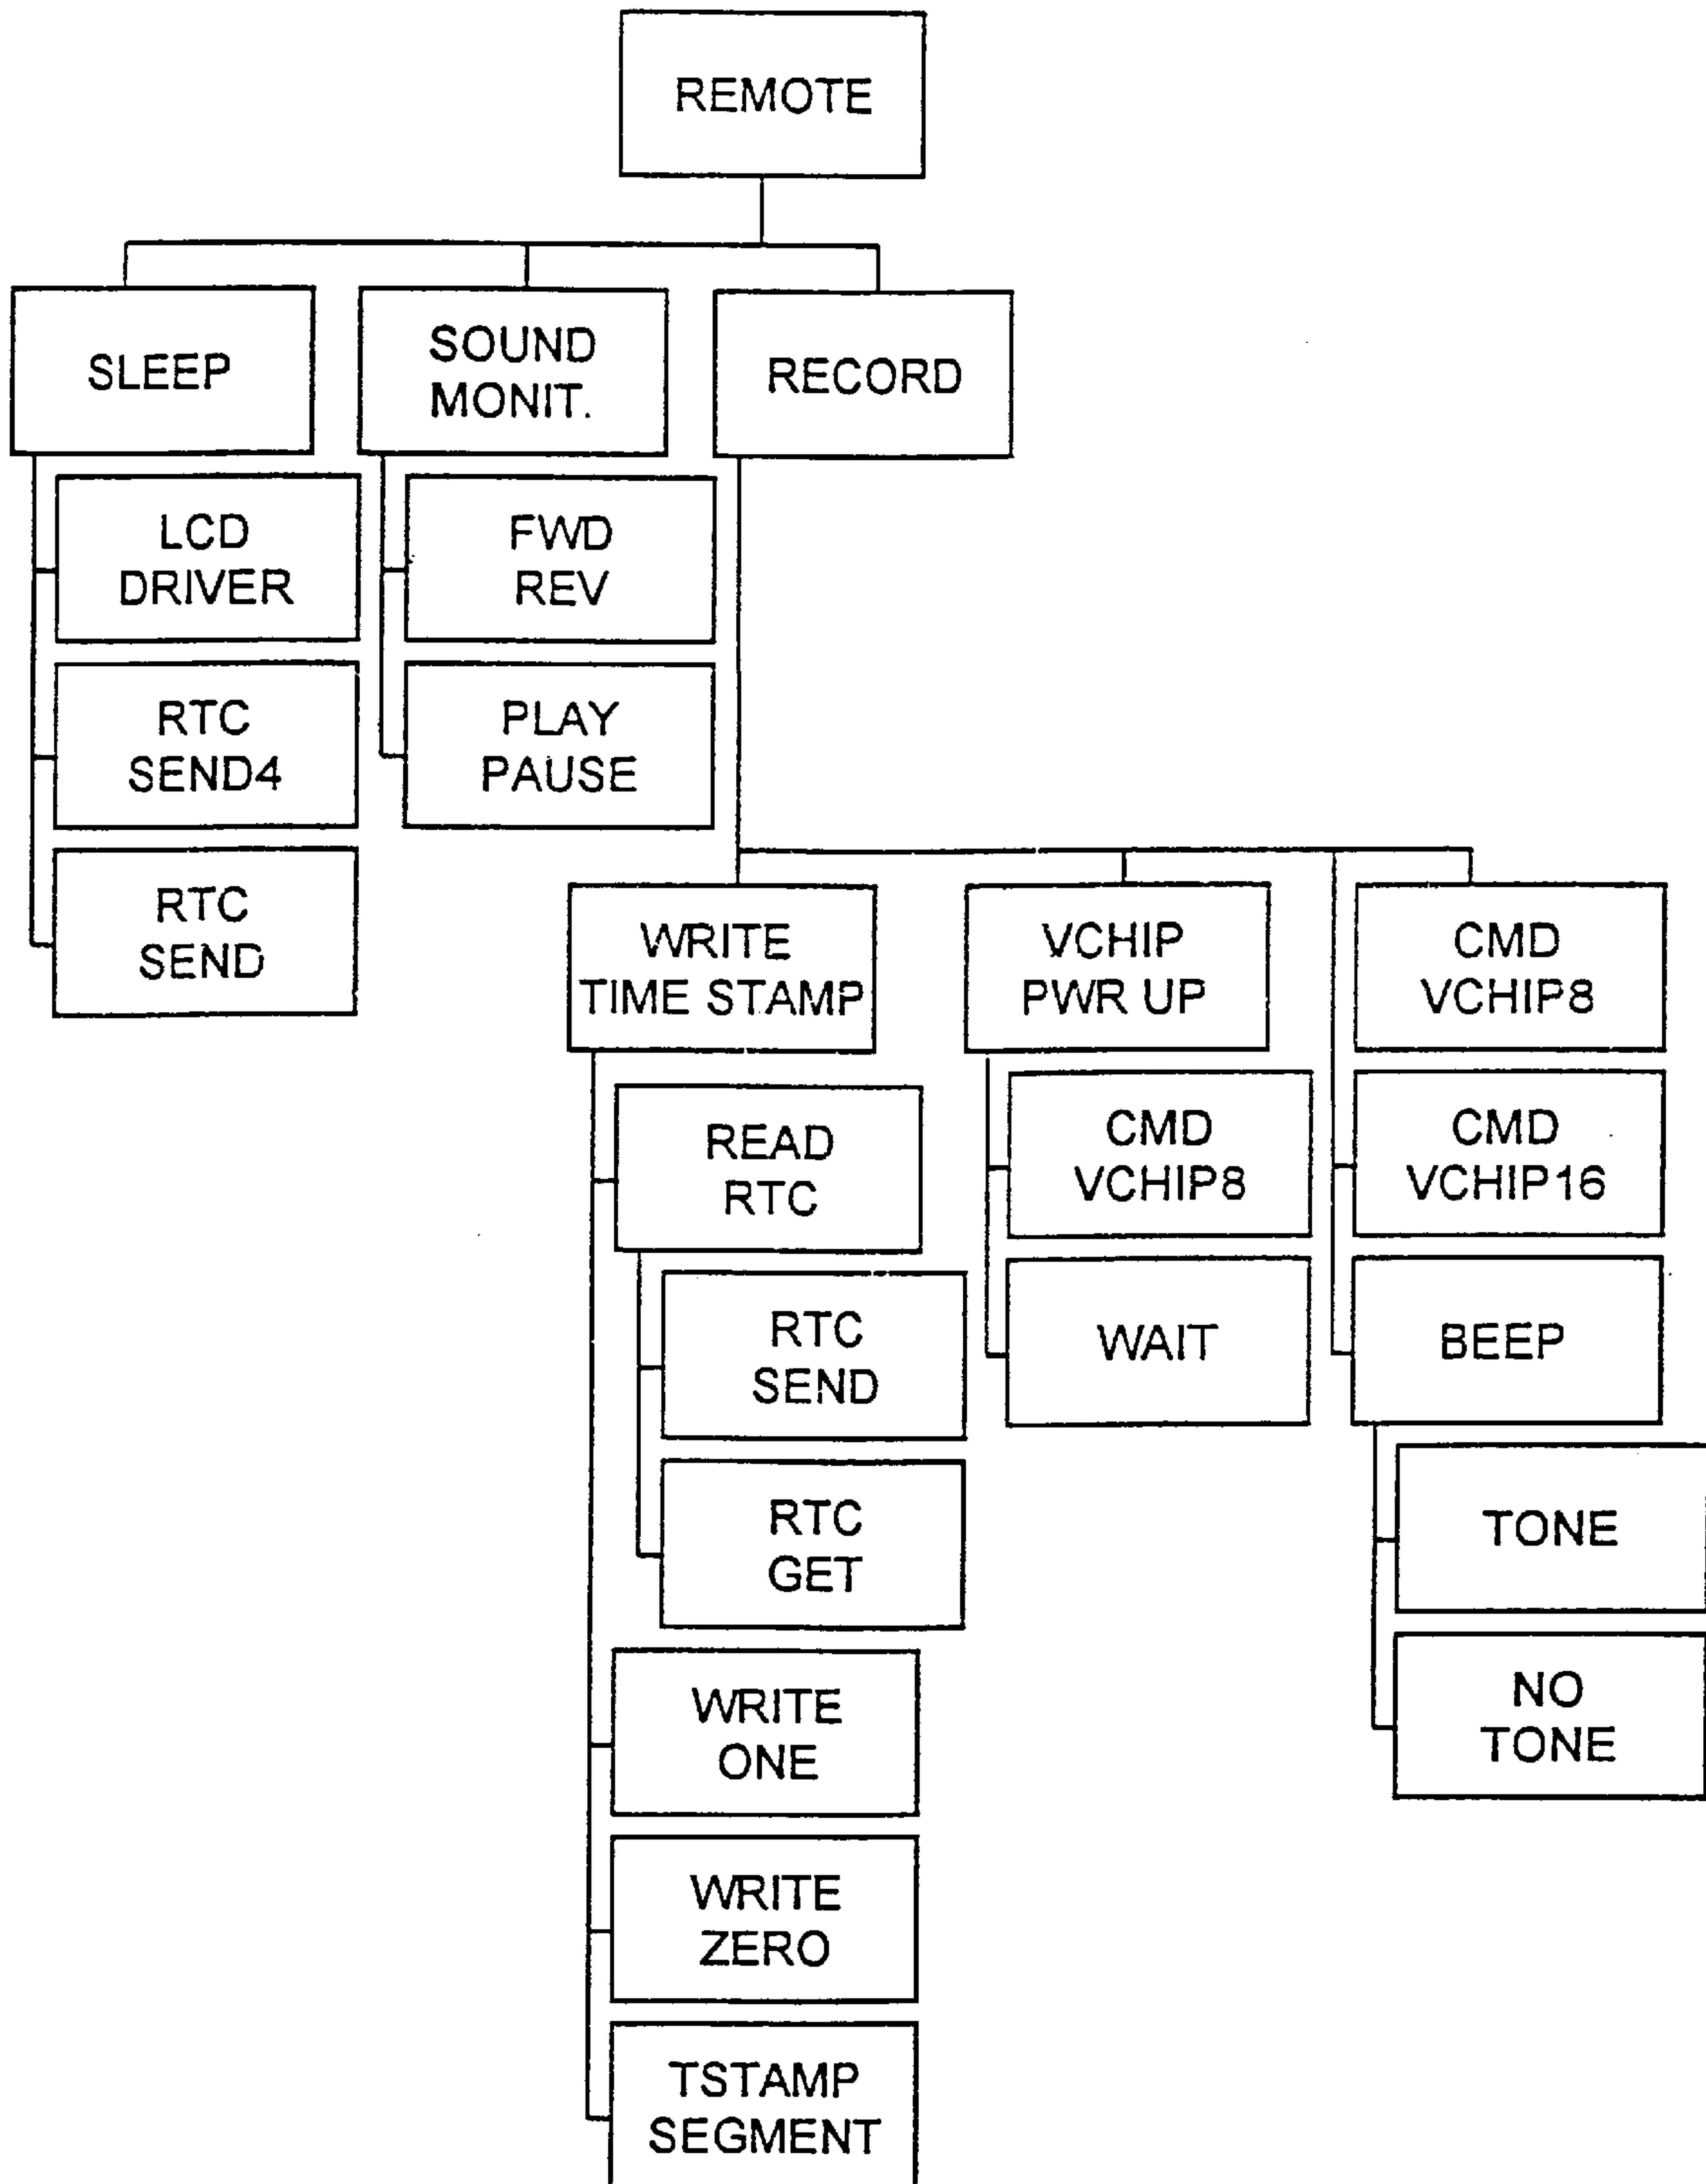 REMOTE
SLEEP
SOUND
MONIT.
RECORD
LCD
DRIVER
RTC
SEND4
RTC
SEND
FWD
REV
PLAY
PAUSE
WRITE
TIME STAMP
READ
RTC
RTC
SEND
RTC
GET
WRITE
ONE
WRITE
ZERO
TSTAMP
SEGMENT
VCHIP
PWR UP
CMD
VCHIP8
WAIT
CMD
VCHIP8
CMD
VCHIP16
BEEP
TONE
NO
TONE